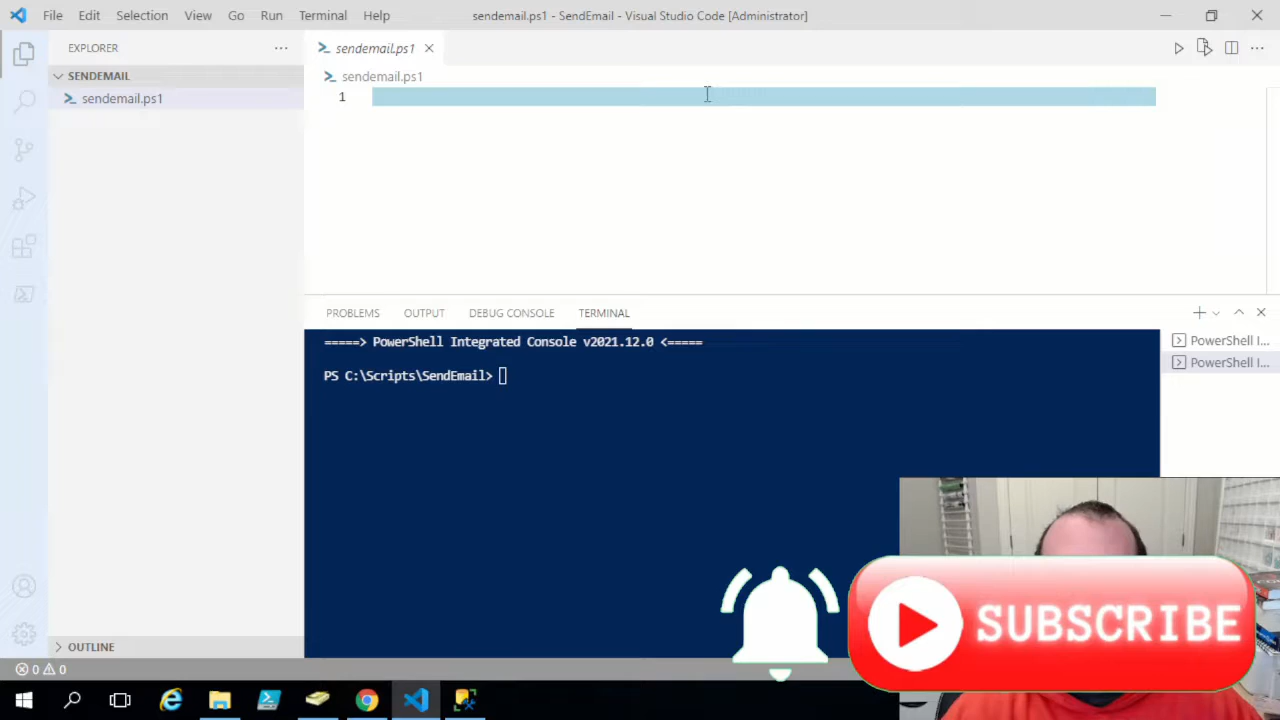 File Edit Selection View Go Run Terminal Help sendemail.ps1 - SendEmail - Visual Studio Code [Administrator]
EXPLORER ···
sendemail.ps1
SENDEMAIL
sendemail.ps1
sendemail.ps1
1
PROBLEMS OUTPUT DEBUG CONSOLE TERMINAL
=====> PowerShell Integrated Console v2021.12.0 <=====
PowerShell I...
PS C:\Scripts\SendEmail>
PowerShell I...
SUBSCRIBE
OUTLINE
0 0